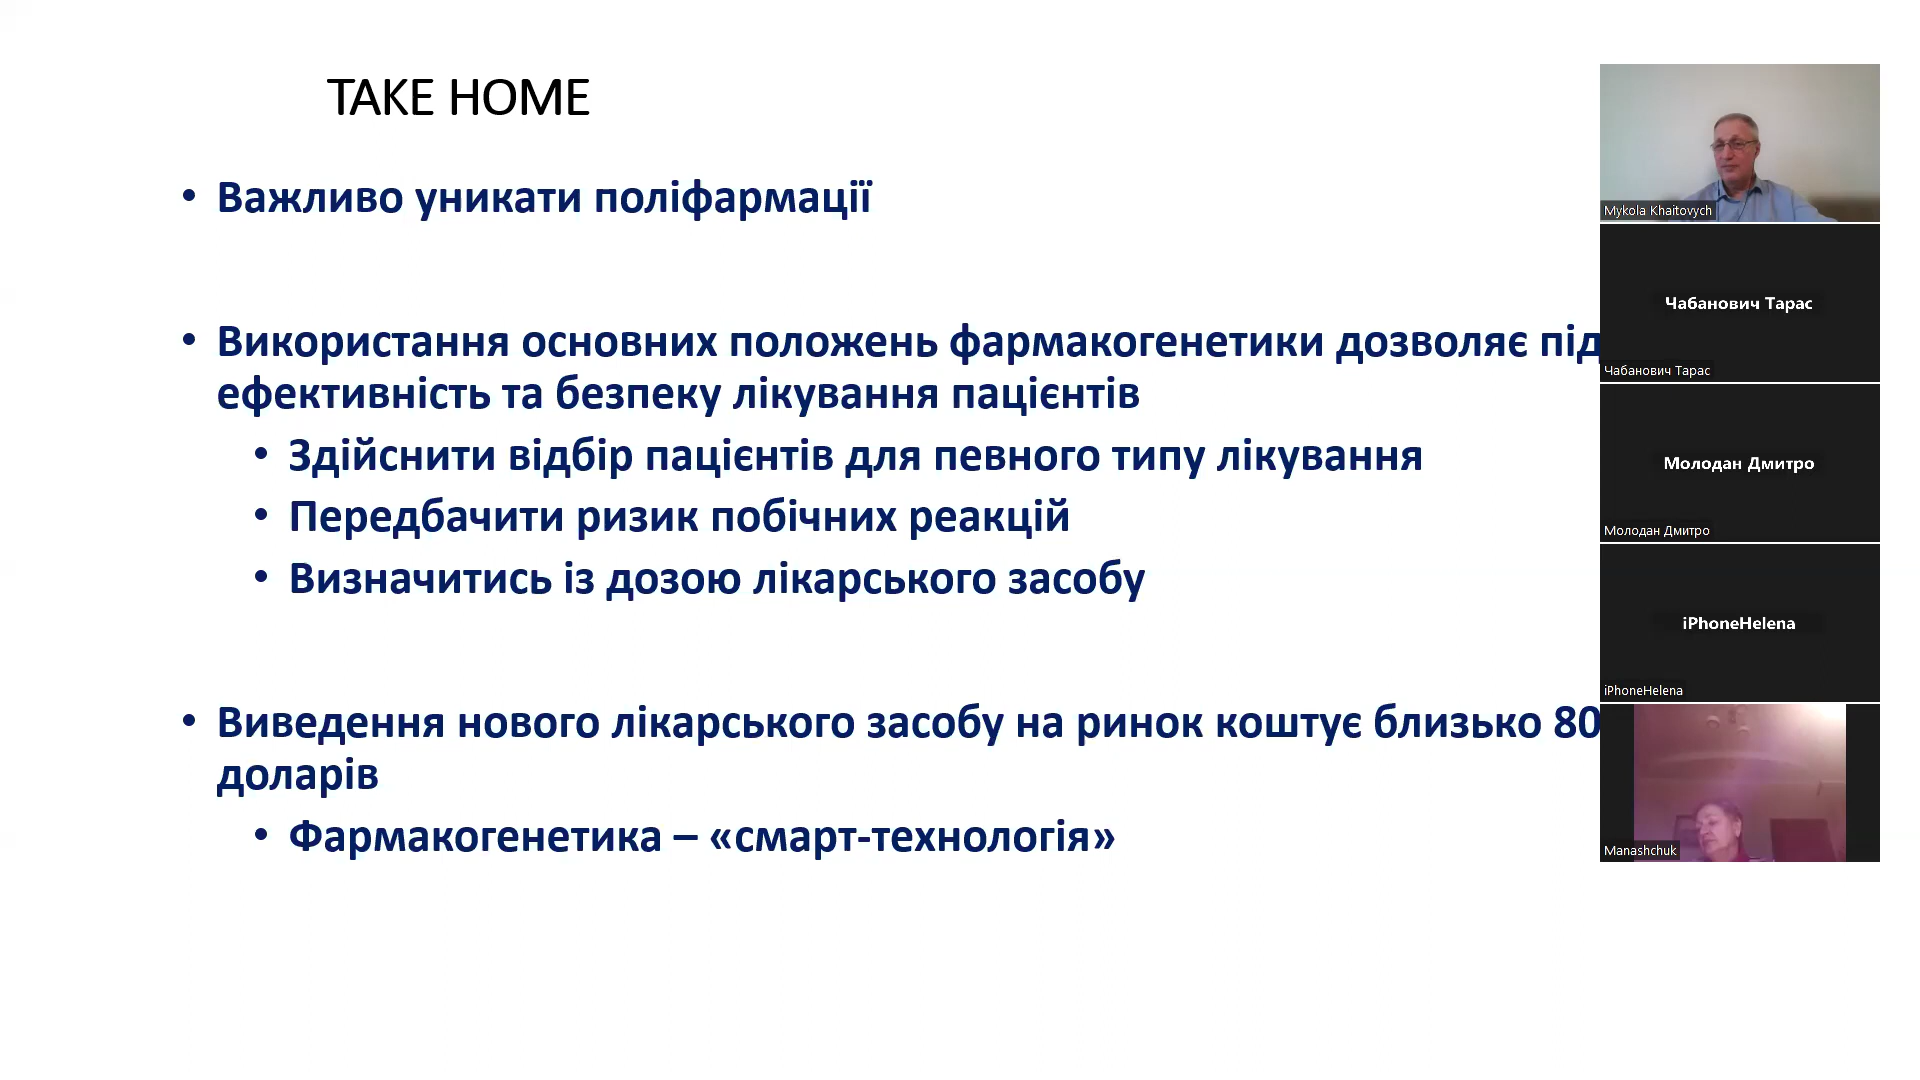 TAKE HOME
• Важливо уникати поліфармації
• Використання основних положень фармакогенетики дозволяє під
ефективність та безпеку лікування пацієнтів
• Здійснити відбір пацієнтів для певного типу лікування
• Передбачити ризик побічних реакцій
• Визначитись із дозою лікарського засобу
• Виведення нового лікарського засобу на ринок коштує близько 80
доларів
• Фармакогенетика – «смарт-технологія»
Mykola Khaitovych
Чабанович Тарас
Чабанович Тарас
Молодан Дмитро
Молодан Дмитро
iPhoneHelena
iPhoneHelena
Manashchuk